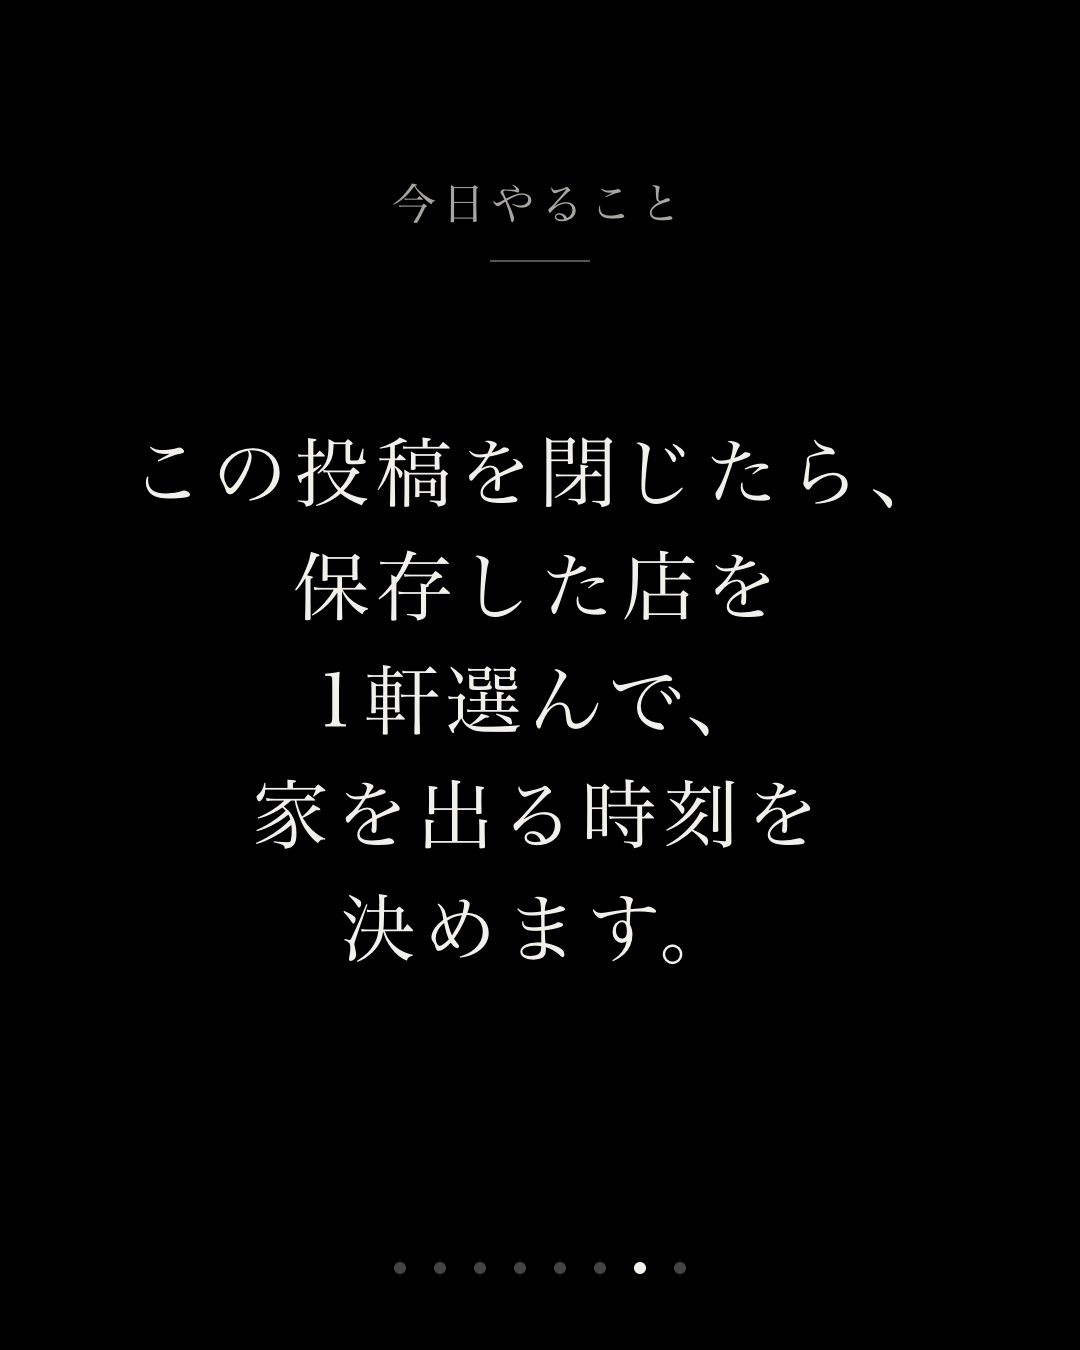 今日やること
この投稿を閉じたら、
保存した店を
1軒選んで、
家を出る時刻を
決めます。